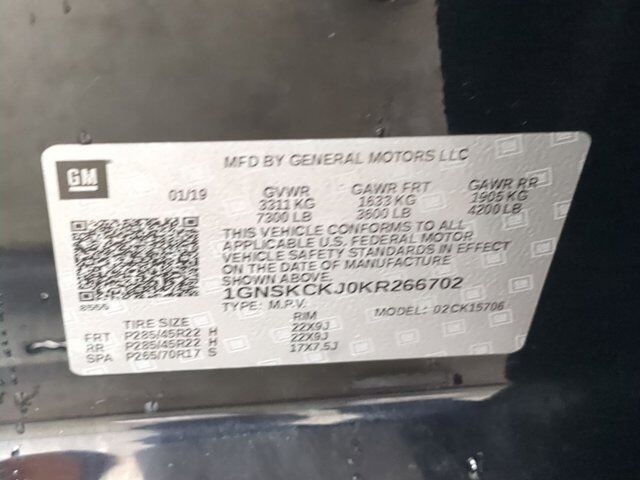 GM
MFD BY GENERAL MOTORS LLC
01/19 GVWR GAWR FRT GAWR RR
3311 KG 1633 KG 1905 KG
7300 LB 3600 LB 4200 LB
THIS VEHICLE CONFORMS TO ALL
APPLICABLE U.S. FEDERAL MOTOR
VEHICLE SAFETY STANDARDS IN EFFECT
ON THE DATE OF MANUFACTURE
SHOWN ABOVE
1GNSKCKJ0KR266702
TYPE: M.P.V. MODEL: 02CK15706
TIRE SIZE RIM
FRT P285/45R22 H 22X9J
RR P285/45R22 H 22X9J
SPA P265/70R17 S 17X7.5J